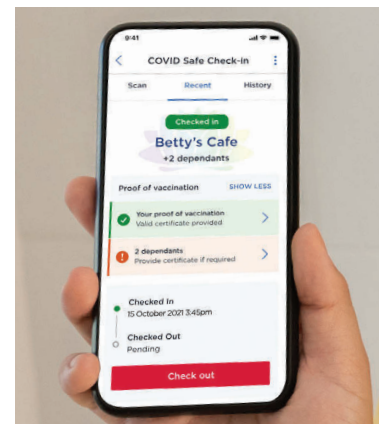 9:41
COVID Safe Check-in
Scan Recent History
Checked in
Betty's Cafe
+2 dependants
Proof of vaccination SHOW LESS
Your proof of vaccination
Valid certificate provided
2 dependants
Provide certificate if required
Checked In
15 October 2021 3.45pm
Checked Out
Pending
Check out